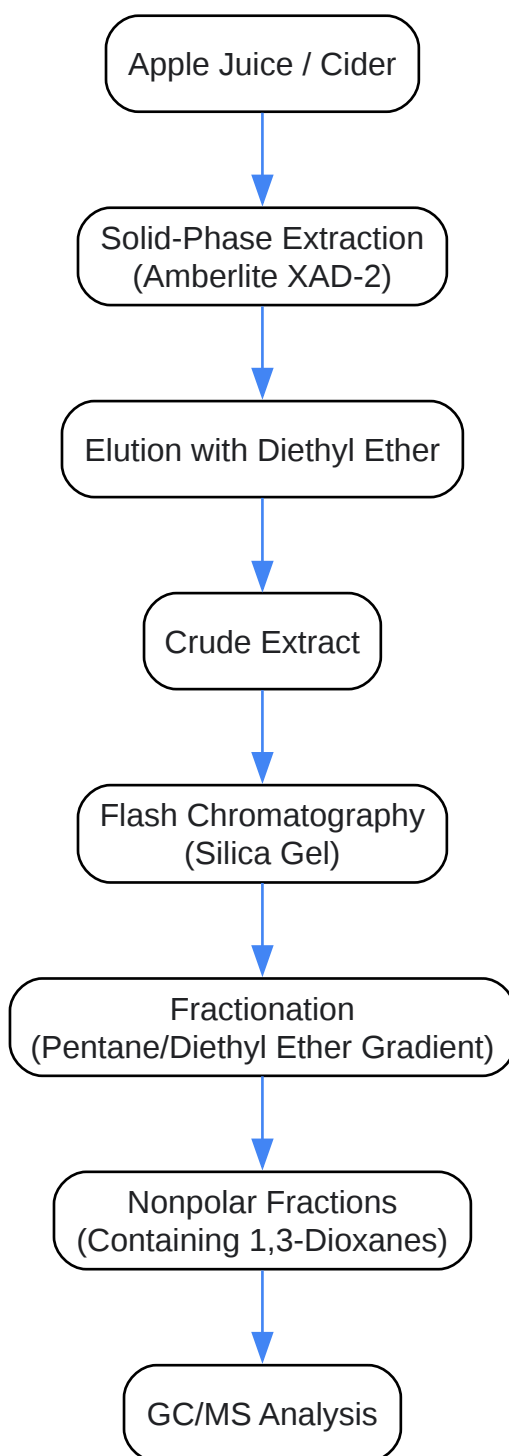 Apple Juice / Cider
Solid-Phase Extraction
(Amberlite XAD-2)
Elution with Diethyl Ether
Crude Extract
Flash Chromatography
(Silica Gel)
Fractionation
(Pentane/Diethyl Ether Gradient)
Nonpolar Fractions
(Containing 1,3-Dioxanes)
GC/MS Analysis